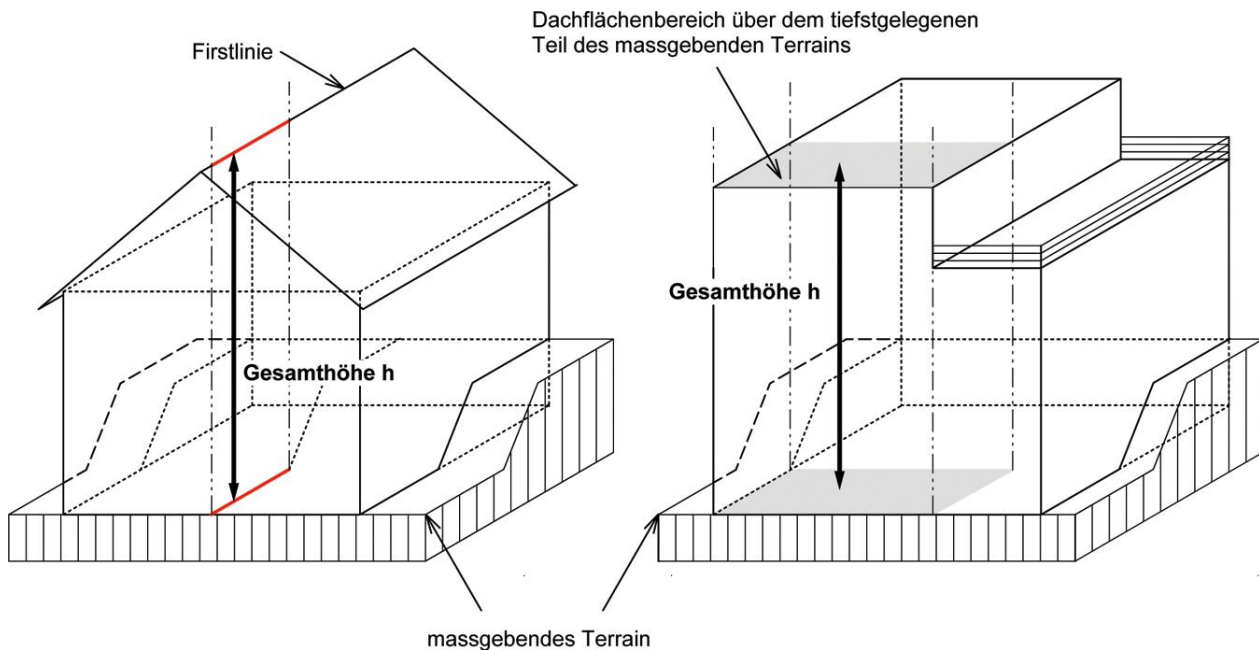 Dachflächenbereich über dem tiefstgelegenen
Teil des massgebenden Terrains
Firstlinie
Gesamthöhe h
Gesamthöhe h
massgebendes Terrain